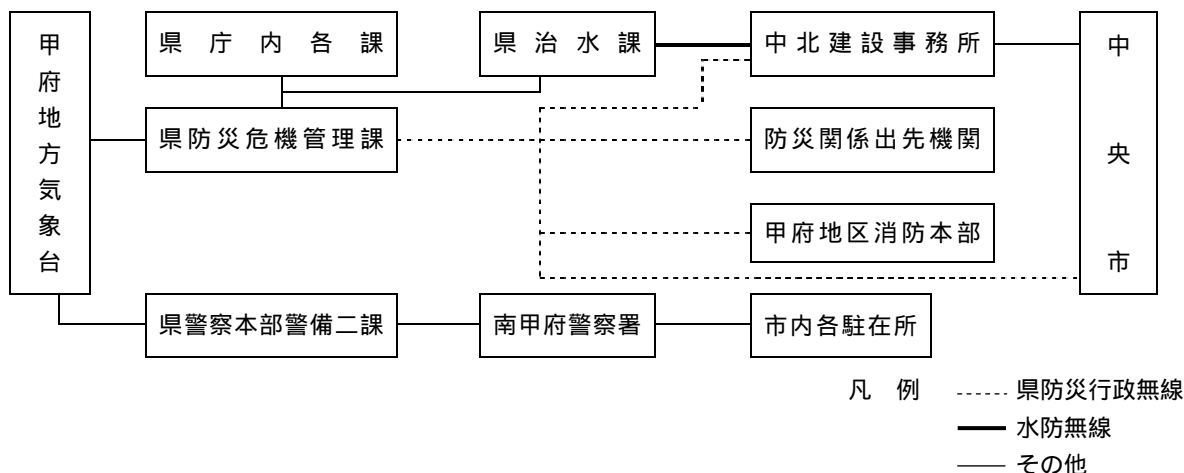 甲府地方気象台
県庁内各課
県治水課
中北建設事務所
中央市
県防災危機管理課
防災関係出先機関
甲府地区消防本部
県警察本部警備二課
南甲府警察署
市内各駐在所
凡例
県防災行政無線
水防無線
その他